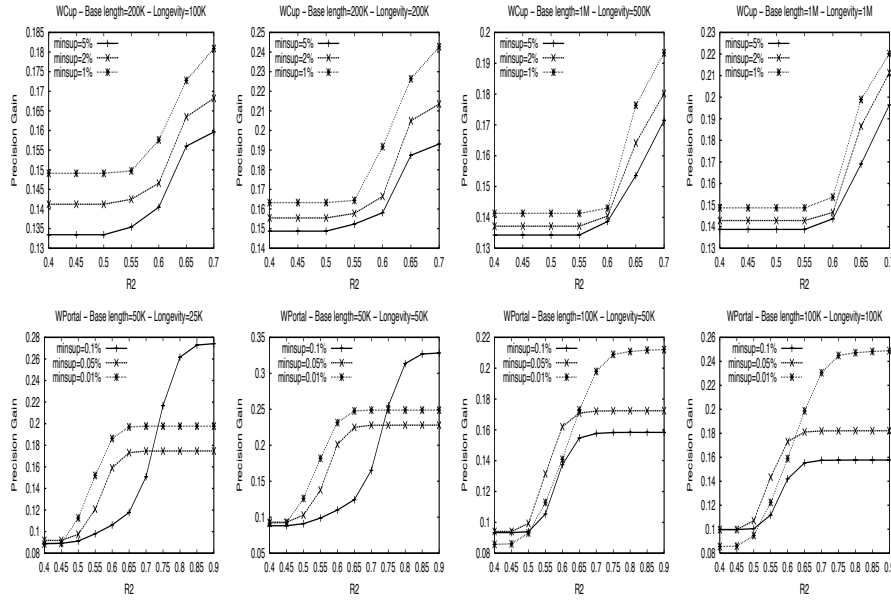 WCup – Base length=200K – Longevity=100K
0.185
0.18
0.175
0.17
0.165
0.16
0.155
0.15
0.145
0.14
0.135
0.13
Precision Gain
minsup=5%
minsup=2%
minsup=1%
0.4 0.45 0.5 0.55 0.6 0.65 0.7
R2
WCup – Base length=200K – Longevity=200K
0.25
0.24
0.23
0.22
0.21
0.2
0.19
0.18
0.17
0.16
0.15
0.14
Precision Gain
minsup=5%
minsup=2%
minsup=1%
0.4 0.45 0.5 0.55 0.6 0.65 0.7
R2
WCup – Base length=1M – Longevity=500K
0.2
0.19
0.18
0.17
0.16
0.15
0.14
0.13
Precision Gain
minsup=5%
minsup=2%
minsup=1%
0.4 0.45 0.5 0.55 0.6 0.65 0.7
R2
WCup – Base length=1M – Longevity=1M
0.23
0.22
0.21
0.2
0.19
0.18
0.17
0.16
0.15
0.14
0.13
Precision Gain
minsup=5%
minsup=2%
minsup=1%
0.4 0.45 0.5 0.55 0.6 0.65 0.7
R2
WPortal – Base length=50K – Longevity=25K
0.28
0.26
0.24
0.22
0.2
0.18
0.16
0.14
0.12
0.1
0.08
Precision Gain
minsup=0.1%
minsup=0.05%
minsup=0.01%
0.4 0.45 0.5 0.55 0.6 0.65 0.7 0.75 0.8 0.85 0.9
R2
WPortal – Base length=50K – Longevity=50K
0.35
0.3
0.25
0.2
0.15
0.1
0.05
Precision Gain
minsup=0.1%
minsup=0.05%
minsup=0.01%
0.4 0.45 0.5 0.55 0.6 0.65 0.7 0.75 0.8 0.85 0.9
R2
WPortal – Base length=100K – Longevity=50K
0.22
0.2
0.18
0.16
0.14
0.12
0.1
0.08
Precision Gain
minsup=0.1%
minsup=0.05%
minsup=0.01%
0.4 0.45 0.5 0.55 0.6 0.65 0.7 0.75 0.8 0.85 0.9
R2
WPortal – Base length=100K – Longevity=100K
0.26
0.24
0.22
0.2
0.18
0.16
0.14
0.12
0.1
0.08
Precision Gain
minsup=0.1%
minsup=0.05%
minsup=0.01%
0.4 0.45 0.5 0.55 0.6 0.65 0.7 0.75 0.8 0.85 0.9
R2